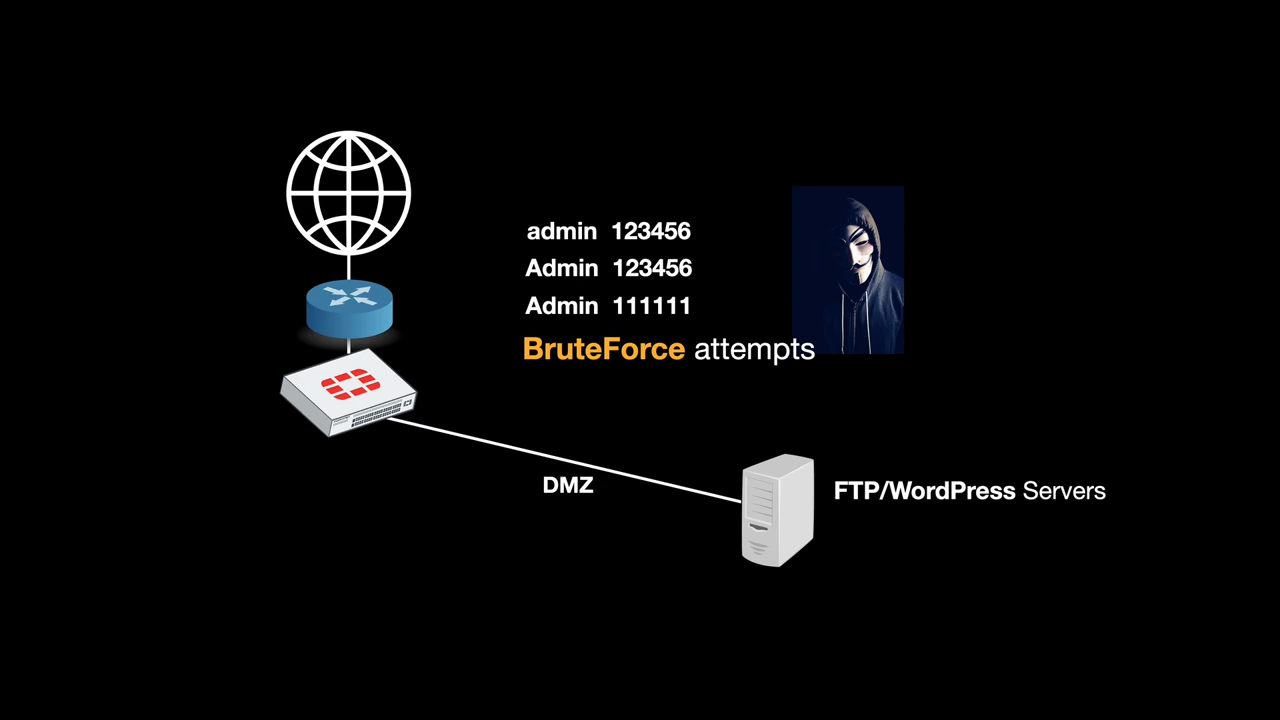 admin 123456
Admin 123456
Admin 111111
BruteForce attempts
DMZ
FTP/WordPress Servers